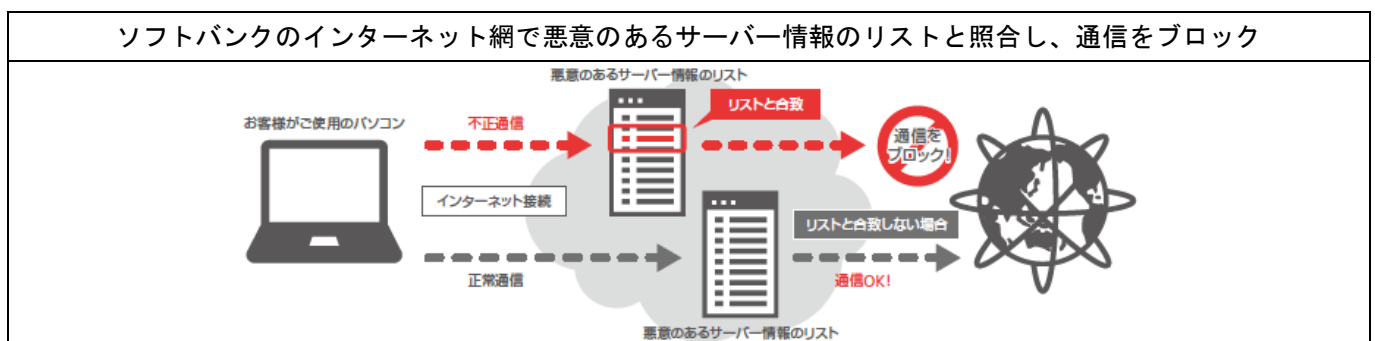 ソフトバンクのインターネット網で悪意のあるサーバー情報のリストと照合し、通信をブロック
悪意のあるサーバー情報のリスト
リストと合致
お客様がご使用のパソコン
不正通信
通信を
ブロック!
インターネット接続
リストと合致しない場合
正常通信
通信OK!
悪意のあるサーバー情報のリスト